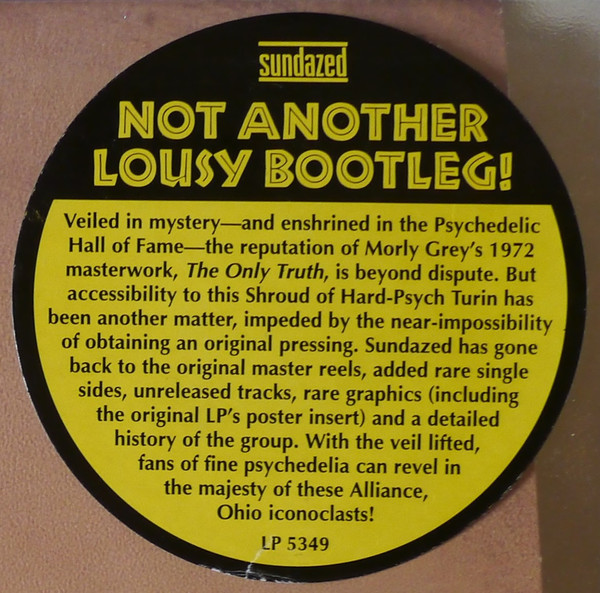 sundazed
NOT ANOTHER
LOUSY BOOTLEG!
Veiled in mystery—and enshrined in the Psychedelic
Hall of Fame—the reputation of Morly Grey's 1972
masterwork, The Only Truth, is beyond dispute. But
accessibility to this Shroud of Hard-Psych Turin has
been another matter, impeded by the near-impossibility
of obtaining an original pressing. Sundazed has gone
back to the original master reels, added rare single
sides, unreleased tracks, rare graphics (including
the original LP's poster insert) and a detailed
history of the group. With the veil lifted,
fans of fine psychedelia can revel in
the majesty of these Alliance,
Ohio iconoclasts!
LP 5349